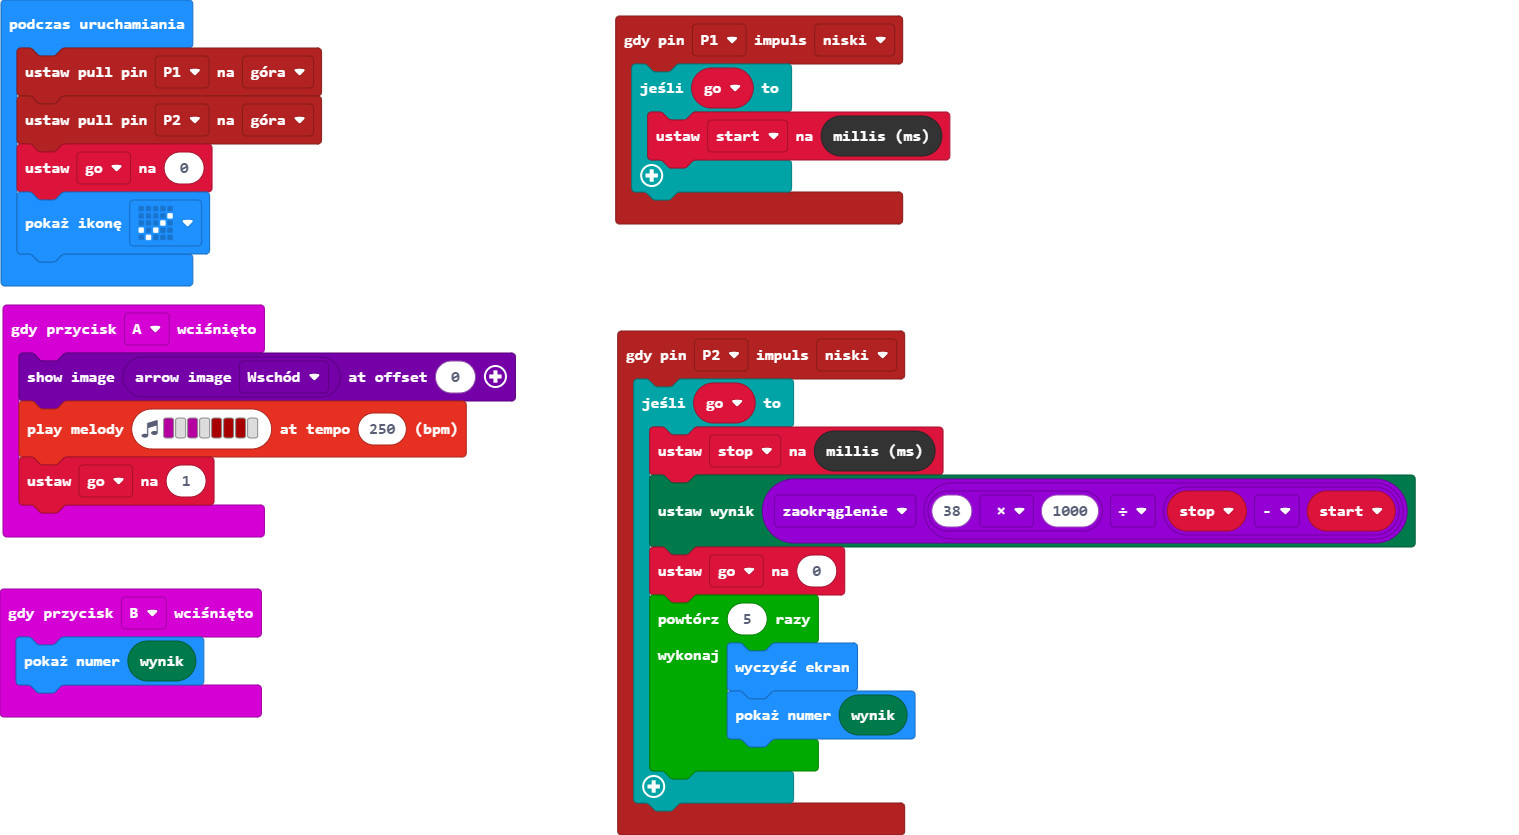 podczas uruchamiania
ustaw pull pin P1 na góra
ustaw pull pin P2 na góra
ustaw go na 0
pokaż ikonę
gdy przycisk A wciśnięto
show image arrow image Wschód at offset 0
play melody at tempo 250 (bpm)
ustaw go na 1
gdy przycisk B wciśnięto
pokaż numer wynik
gdy pin P1 impuls niski
jeśli go to
ustaw start na millis (ms)
gdy pin P2 impuls niski
jeśli go to
ustaw stop na millis (ms)
ustaw wynik zaokrąglenie 38 × 1000 ÷ stop - start
ustaw go na 0
powtórz 5 razy
wykonaj
wyczyść ekran
pokaż numer wynik